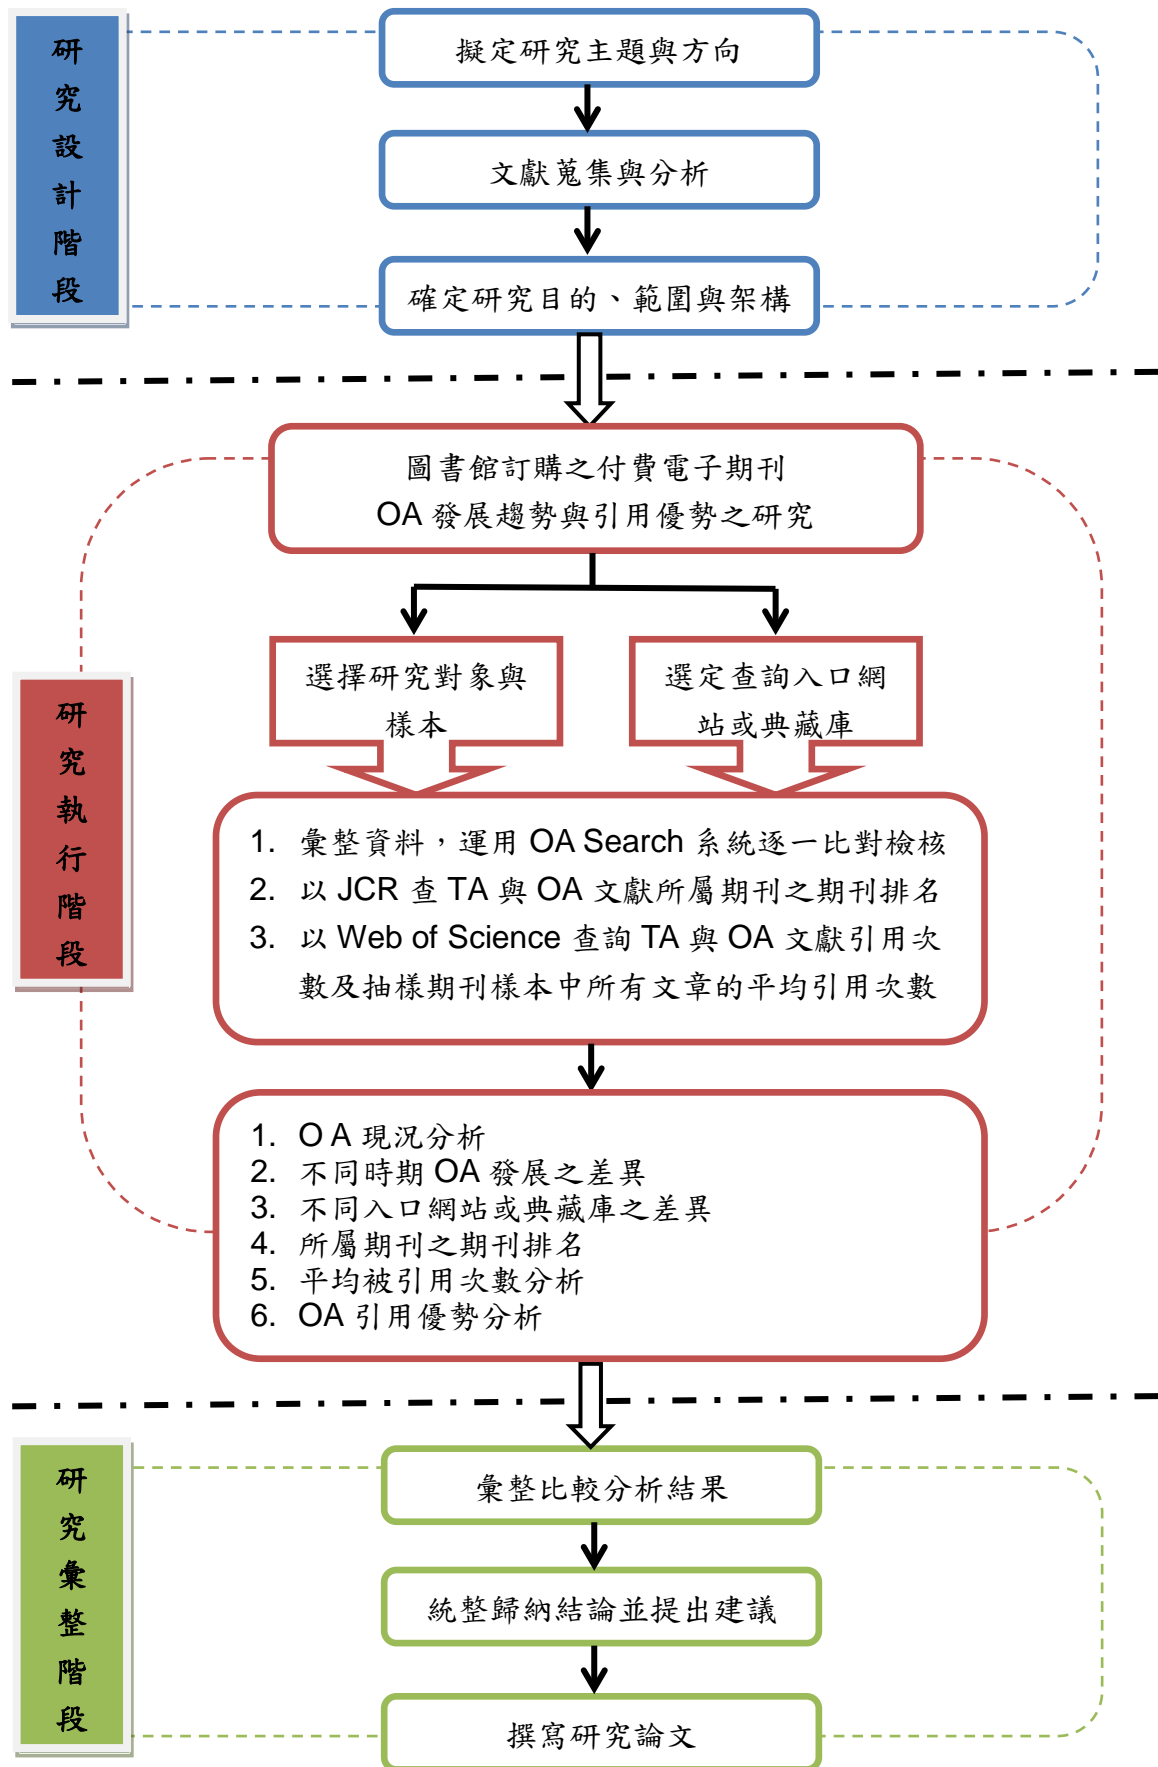 研究設計階段
擬定研究主題與方向
文獻蒐集與分析
確定研究目的、範圍與架構
研究執行階段
圖書館訂購之付費電子期刊
OA 發展趨勢與引用優勢之研究
選擇研究對象與
樣本
選定查詢入口網
站或典藏庫
1. 彙整資料，運用 OA Search 系統逐一比對檢核
2. 以 JCR 查 TA 與 OA 文獻所屬期刊之期刊排名
3. 以 Web of Science 查詢 TA 與 OA 文獻引用次
數及抽樣期刊樣本中所有文章的平均引用次數
1. O A 現況分析
2. 不同時期 OA 發展之差異
3. 不同入口網站或典藏庫之差異
4. 所屬期刊之期刊排名
5. 平均被引用次數分析
6. OA 引用優勢分析
研究彙整階段
彙整比較分析結果
統整歸納結論並提出建議
撰寫研究論文